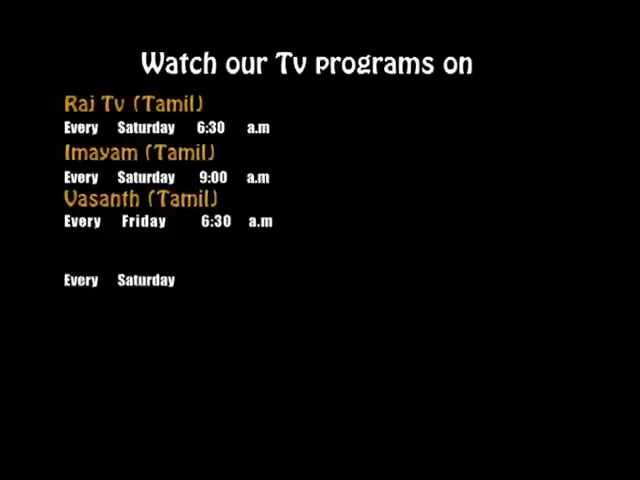 Watch our Tv programs on
Raj Tv (Tamil)
Every Saturday 6:30 a.m
Imayam (Tamil)
Every Saturday 9:00 a.m
Vasanth (Tamil)
Every Friday 6:30 a.m
Every Saturday